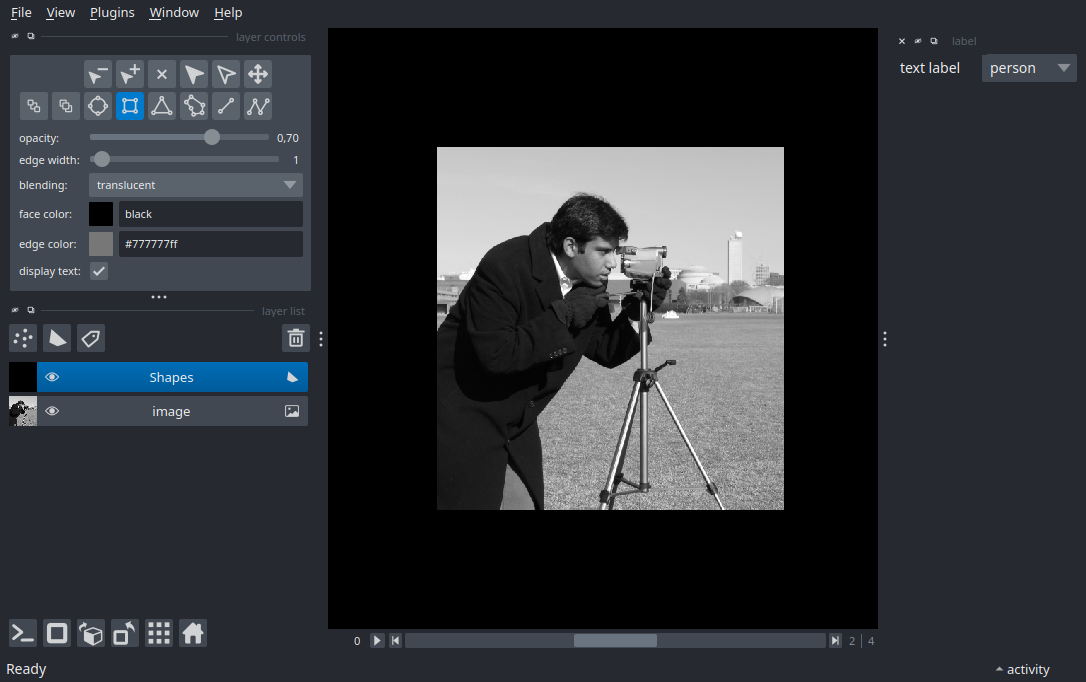 File View Plugins Window Help
layer controls
opacity: 0,70
edge width: 1
blending: translucent
face color: black
edge color: #777777ff
display text:
layer list
Shapes
image
Ready
0 2 | 4
label
text label person
activity